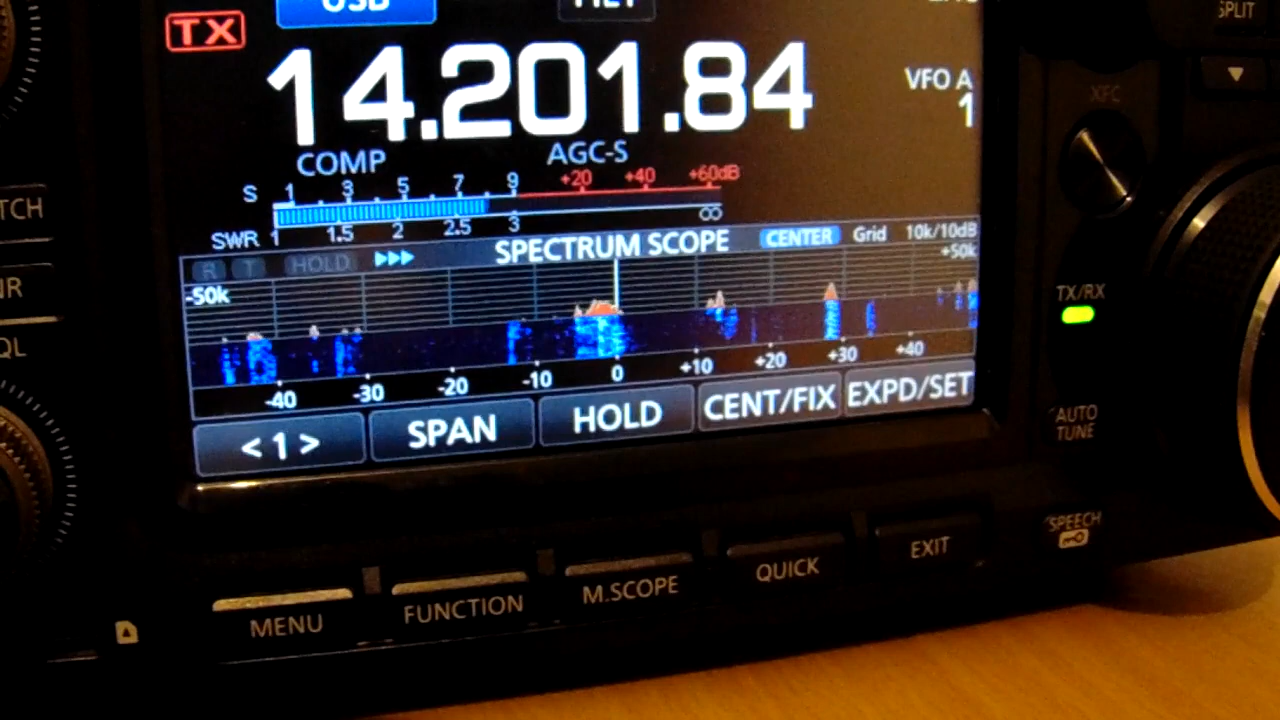 USB
TX
14.201.84
SPLIT
VFO A
1
XFC
COMP AGC-S
S 1 3 5 7 9 +20 +40 +60dB
SWR 1 1.5 2 2.5 3 ∞
R T HOLD SPECTRUM SCOPE CENTER Grid 10k/10dB
-50k +50k
-40 -30 -20 -10 0 +10 +20 +30 +40
<1> SPAN HOLD CENT/FIX EXPD/SET
TX/RX
AUTO
TUNE
SPEECH
MENU FUNCTION M.SCOPE QUICK EXIT